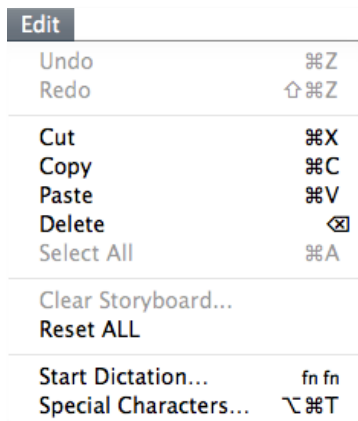 Edit
Undo ⌘Z
Redo ⇧⌘Z
Cut ⌘X
Copy ⌘C
Paste ⌘V
Delete ⌫
Select All ⌘A
Clear Storyboard...
Reset ALL
Start Dictation... fn fn
Special Characters... ⌥⌘T